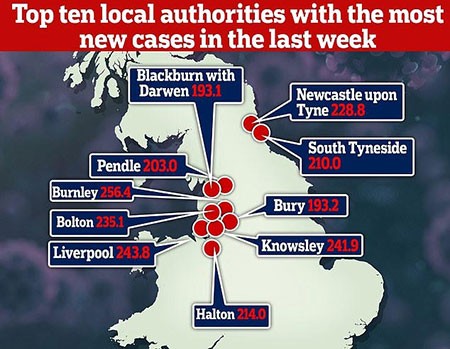 Top ten local authorities with the most
new cases in the last week
Blackburn with
Darwen 193.1
Newcastle upon
Tyne 228.8
South Tyneside
210.0
Pendle 203.0
Burnley 256.4
Bury 193.2
Bolton 235.1
Liverpool 243.8
Knowsley 241.9
Halton 214.0